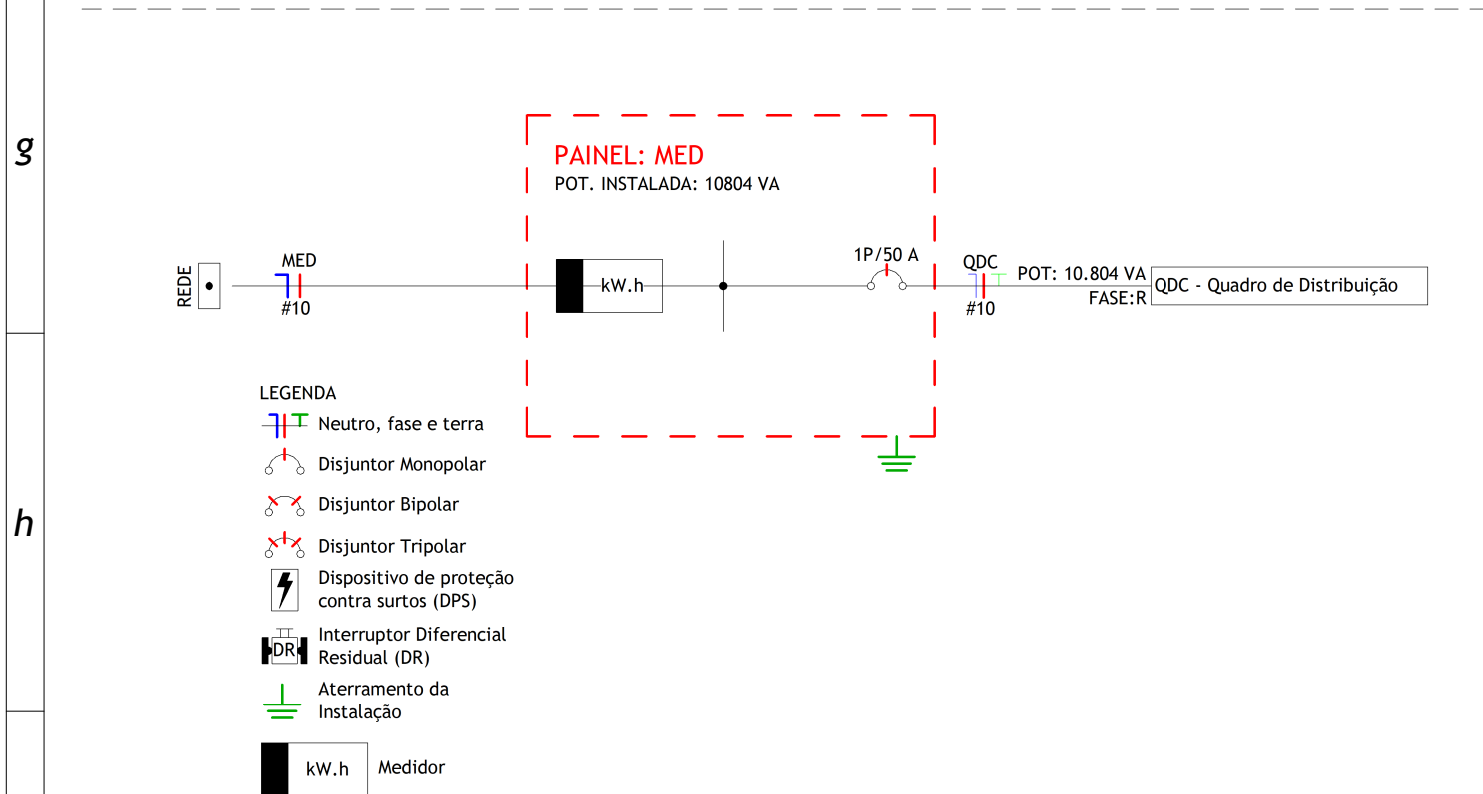 g
PAINEL: MED
POT. INSTALADA: 10804 VA
REDE
MED
#10
kW.h
1P/50 A
QDC
#10
POT: 10.804 VA
FASE:R
QDC - Quadro de Distribuição
h
LEGENDA
Neutro, fase e terra
Disjuntor Monopolar
Disjuntor Bipolar
Disjuntor Tripolar
Dispositivo de proteção
contra surtos (DPS)
DR
Interruptor Diferencial
Residual (DR)
Aterramento da
Instalação
kW.h
Medidor